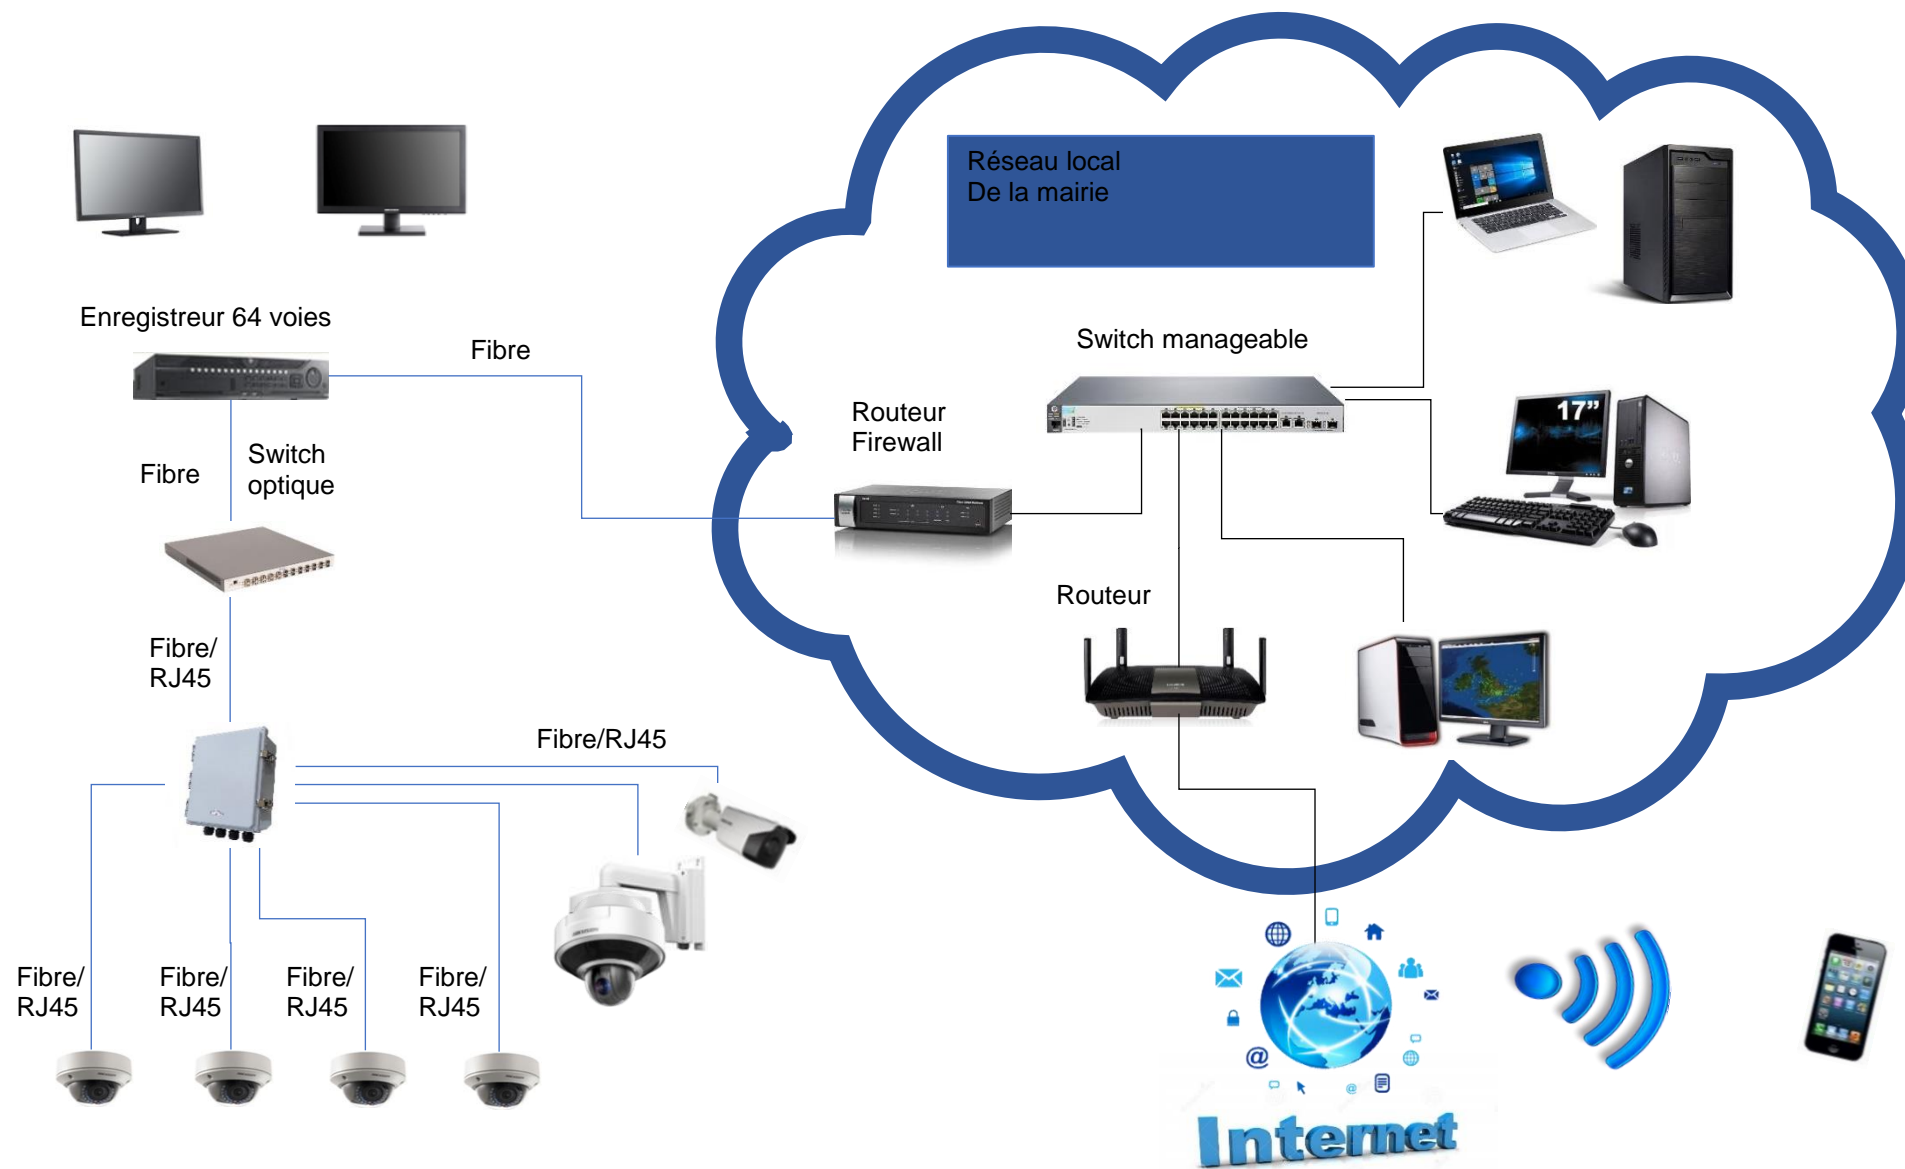 Réseau local
De la mairie
Enregistreur 64 voies
Fibre
Switch manageable
Routeur
Firewall
17”
Fibre
Switch
optique
Routeur
Fibre/
RJ45
Fibre/RJ45
Fibre/
RJ45
Fibre/
RJ45
Fibre/
RJ45
Fibre/
RJ45
@
@
Internet